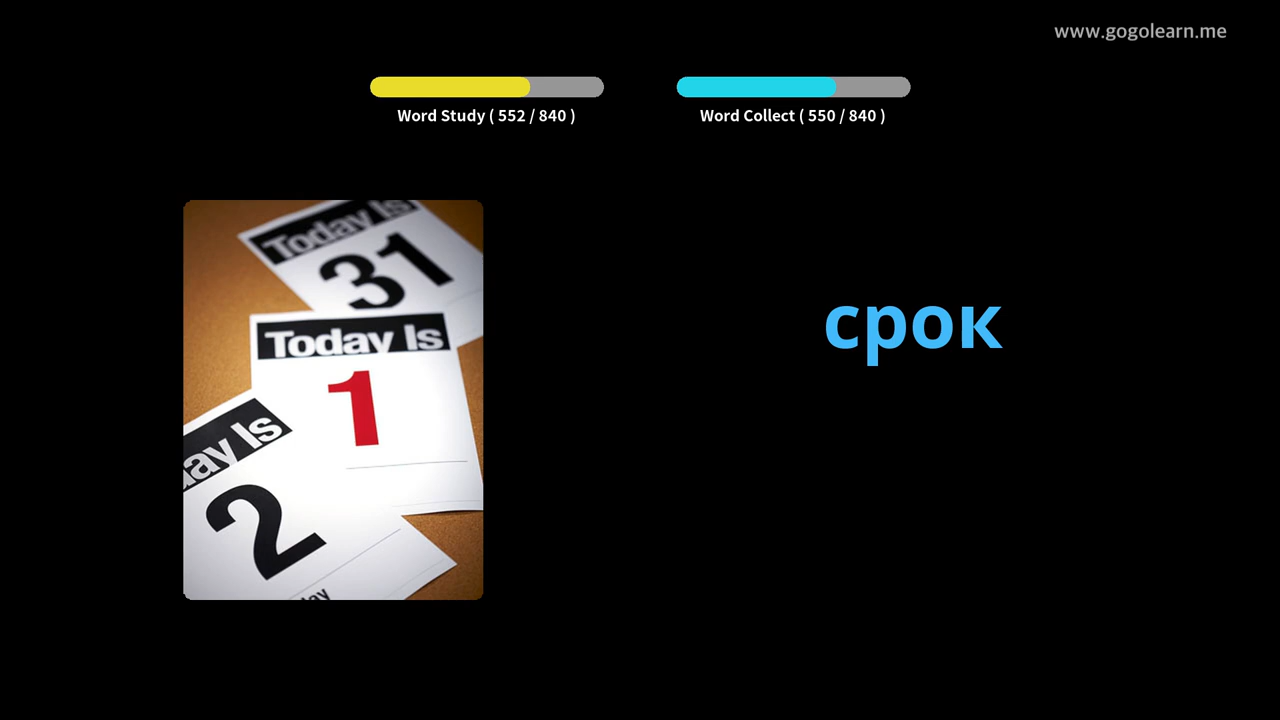 www.gogolearn.me
Word Study ( 552 / 840 )
Word Collect ( 550 / 840 )
Today Is
31
Today Is
1
ay Is
2
ay
срок